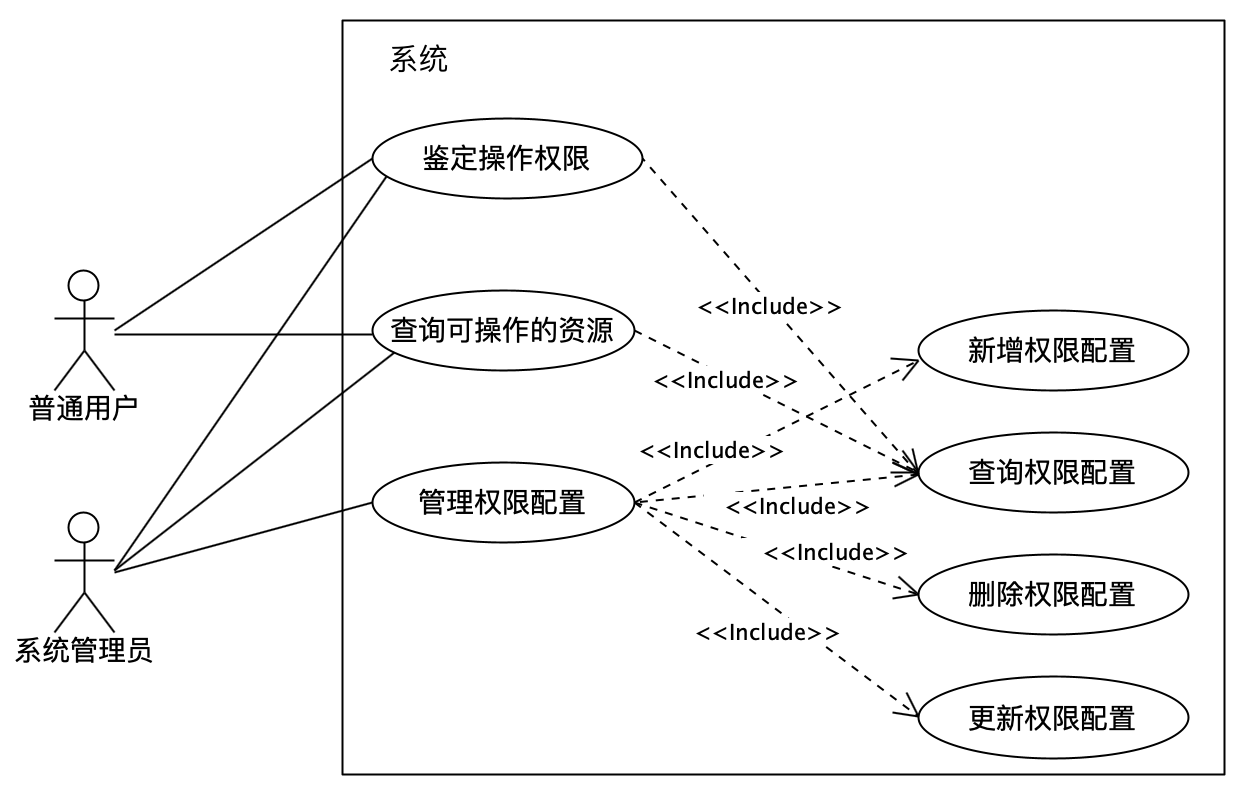 系统
鉴定操作权限
<<Include>>
查询可操作的资源
新增权限配置
<<Include>>
普通用户
<<Include>>
查询权限配置
管理权限配置
<<Include>>
<<Include>>
删除权限配置
<<Include>>
系统管理员
更新权限配置